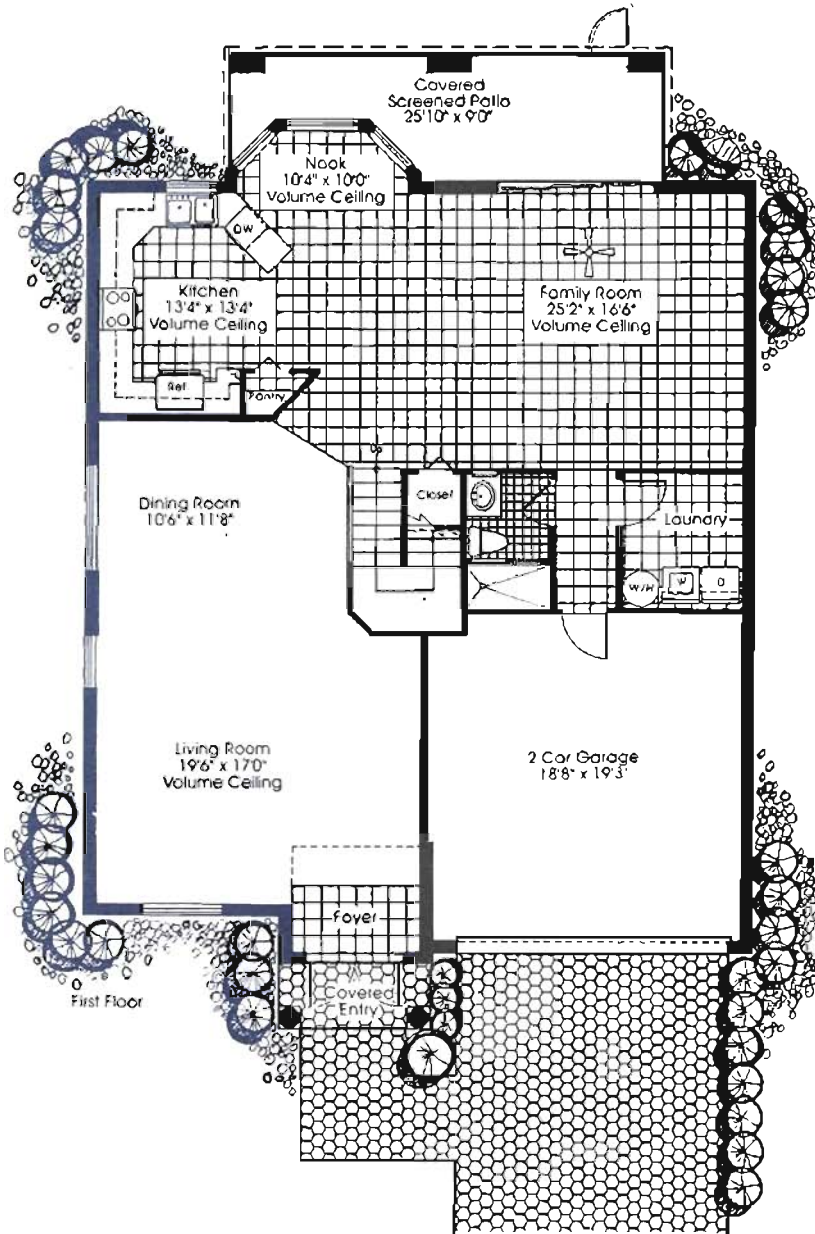 Covered
Screened Patio
25'10" x 9'0"
Nook
10'4" x 10'0"
Volume Ceiling
DW
Kitchen
13'4" x 13'4"
Volume Ceiling
Family Room
25'2" x 16'6"
Volume Ceiling
Ref.
Pantry
Closet
Dining Room
10'6" x 11'8"
Laundry
W/H
W
D
Living Room
19'6" x 17'0"
Volume Ceiling
2 Car Garage
18'8" x 19'3"
Foyer
First Floor
Covered
Entry